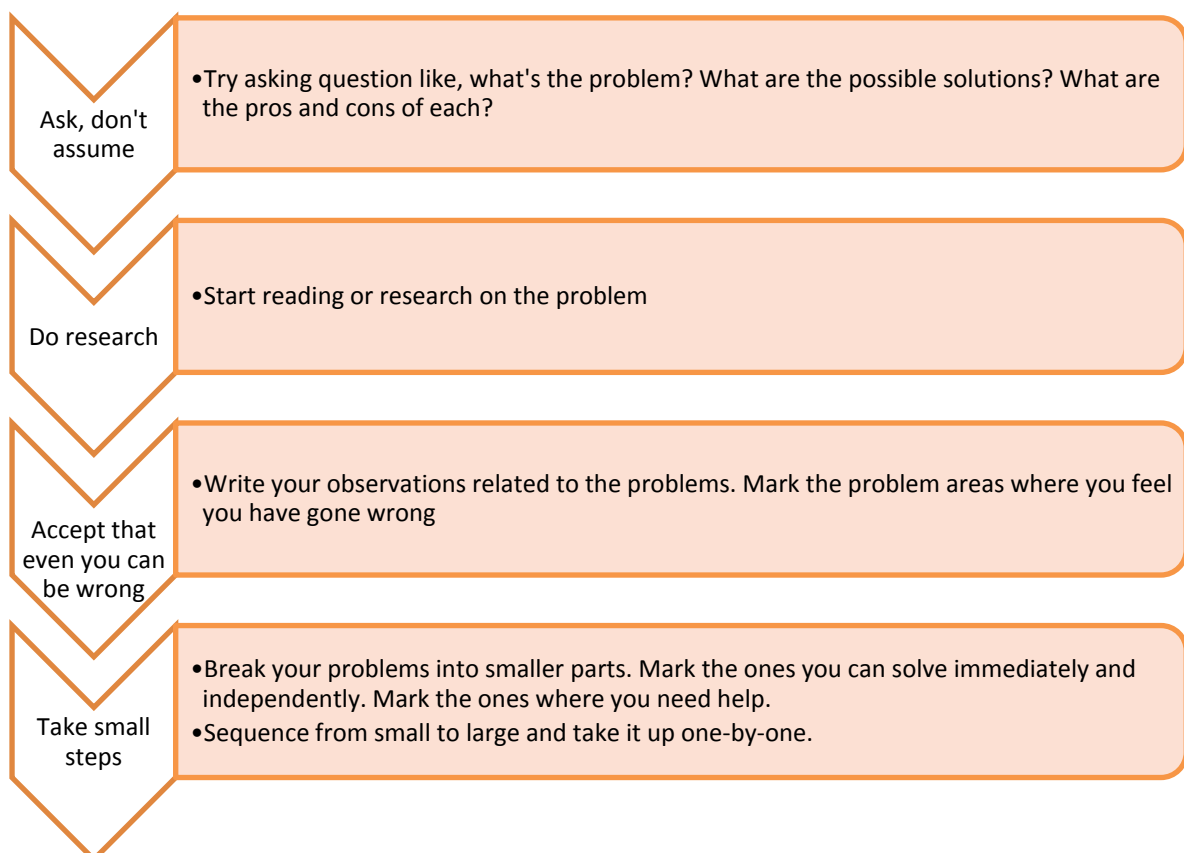 Ask, don't
assume
•Try asking question like, what's the problem? What are the possible solutions? What are
the pros and cons of each?
Do research
•Start reading or research on the problem
Accept that
even you can
be wrong
•Write your observations related to the problems. Mark the problem areas where you feel
you have gone wrong
Take small
steps
•Break your problems into smaller parts. Mark the ones you can solve immediately and
independently. Mark the ones where you need help.
•Sequence from small to large and take it up one-by-one.